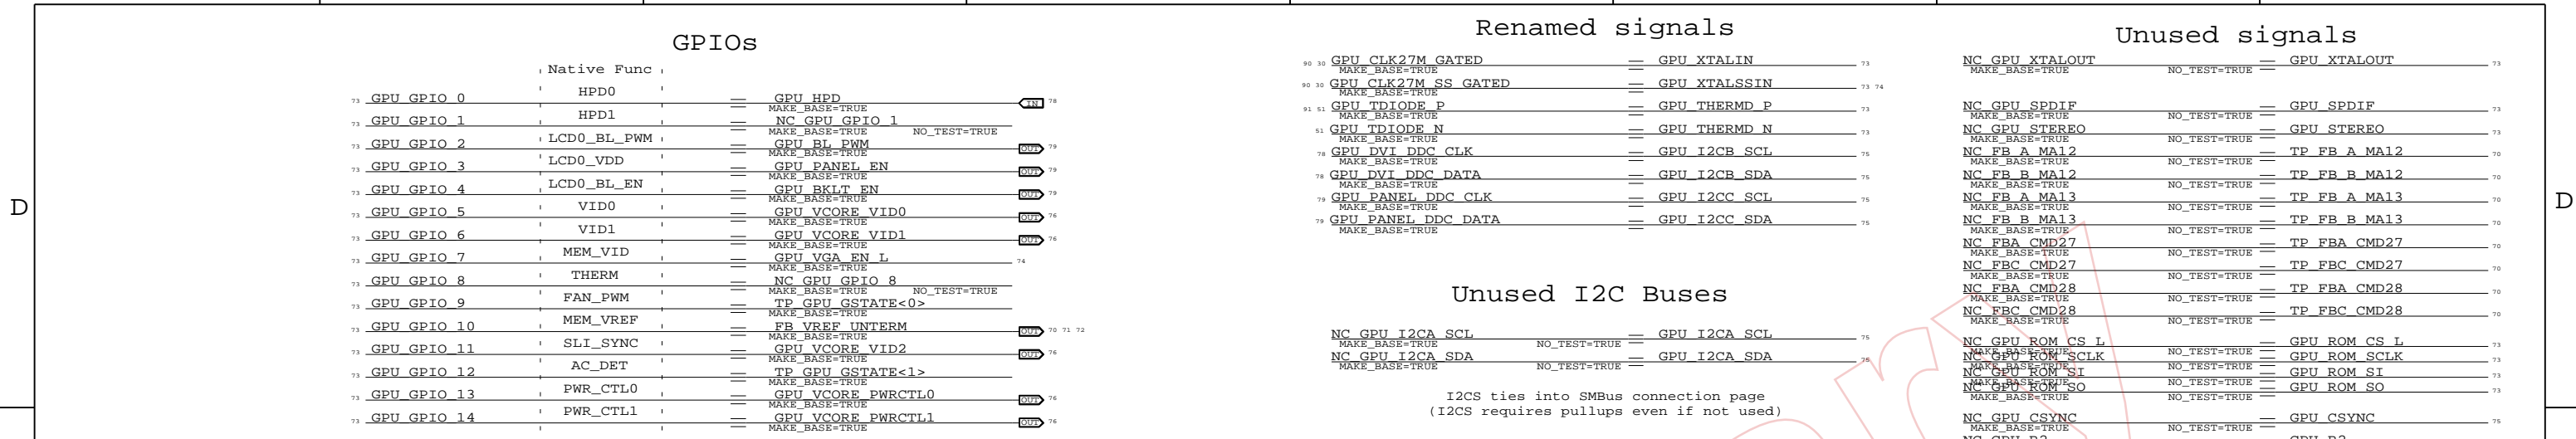 GPIOs
Native Func
73 GPU_GPIO_0 HPD0 GPU_HPD IN 78
MAKE_BASE=TRUE
73 GPU_GPIO_1 HPD1 NC_GPU_GPIO_1
MAKE_BASE=TRUE NO_TEST=TRUE
73 GPU_GPIO_2 LCD0_BL_PWM GPU_BL_PWM OUT 79
MAKE_BASE=TRUE
73 GPU_GPIO_3 LCD0_VDD GPU_PANEL_EN OUT 79
MAKE_BASE=TRUE
73 GPU_GPIO_4 LCD0_BL_EN GPU_BKLT_EN OUT 79
MAKE_BASE=TRUE
73 GPU_GPIO_5 VID0 GPU_VCORE_VID0 OUT 76
MAKE_BASE=TRUE
73 GPU_GPIO_6 VID1 GPU_VCORE_VID1 OUT 76
MAKE_BASE=TRUE
73 GPU_GPIO_7 MEM_VID GPU_VGA_EN_L 74
MAKE_BASE=TRUE
73 GPU_GPIO_8 THERM NC_GPU_GPIO_8
MAKE_BASE=TRUE NO_TEST=TRUE
73 GPU_GPIO_9 FAN_PWM TP_GPU_GSTATE<0>
MAKE_BASE=TRUE
73 GPU_GPIO_10 MEM_VREF FB_VREF_UNTERM OUT 70 71 72
MAKE_BASE=TRUE
73 GPU_GPIO_11 SLI_SYNC GPU_VCORE_VID2 OUT 76
MAKE_BASE=TRUE
73 GPU_GPIO_12 AC_DET TP_GPU_GSTATE<1>
MAKE_BASE=TRUE
73 GPU_GPIO_13 PWR_CTL0 GPU_VCORE_PWRCTL0 OUT 76
MAKE_BASE=TRUE
73 GPU_GPIO_14 PWR_CTL1 GPU_VCORE_PWRCTL1 OUT 76
MAKE_BASE=TRUE
D
Renamed signals
90 30 GPU_CLK27M_GATED GPU_XTALIN 73
MAKE_BASE=TRUE
90 30 GPU_CLK27M_SS_GATED GPU_XTALSSIN 73 74
MAKE_BASE=TRUE
91 51 GPU_TDIODE_P GPU_THERMD_P 73
MAKE_BASE=TRUE
51 GPU_TDIODE_N GPU_THERMD_N 73
MAKE_BASE=TRUE
78 GPU_DVI_DDC_CLK GPU_I2CB_SCL 75
MAKE_BASE=TRUE
78 GPU_DVI_DDC_DATA GPU_I2CB_SDA 75
MAKE_BASE=TRUE
79 GPU_PANEL_DDC_CLK GPU_I2CC_SCL 75
MAKE_BASE=TRUE
79 GPU_PANEL_DDC_DATA GPU_I2CC_SDA 75
MAKE_BASE=TRUE
Unused I2C Buses
NC_GPU_I2CA_SCL GPU_I2CA_SCL 75
MAKE_BASE=TRUE NO_TEST=TRUE
NC_GPU_I2CA_SDA GPU_I2CA_SDA 75
MAKE_BASE=TRUE NO_TEST=TRUE
I2CS ties into SMBus connection page
(I2CS requires pullups even if not used)
Unused signals
NC_GPU_XTALOUT GPU_XTALOUT 73
MAKE_BASE=TRUE NO_TEST=TRUE
NC_GPU_SPDIF GPU_SPDIF 73
MAKE_BASE=TRUE NO_TEST=TRUE
NC_GPU_STEREO GPU_STEREO 73
MAKE_BASE=TRUE NO_TEST=TRUE
NC_FB_A_MA12 TP_FB_A_MA12 70
MAKE_BASE=TRUE NO_TEST=TRUE
NC_FB_B_MA12 TP_FB_B_MA12 70
MAKE_BASE=TRUE NO_TEST=TRUE
NC_FB_A_MA13 TP_FB_A_MA13 70
MAKE_BASE=TRUE NO_TEST=TRUE
NC_FB_B_MA13 TP_FB_B_MA13 70
MAKE_BASE=TRUE NO_TEST=TRUE
NC_FBA_CMD27 TP_FBA_CMD27 70
MAKE_BASE=TRUE NO_TEST=TRUE
NC_FBC_CMD27 TP_FBC_CMD27 70
MAKE_BASE=TRUE NO_TEST=TRUE
NC_FBA_CMD28 TP_FBA_CMD28 70
MAKE_BASE=TRUE NO_TEST=TRUE
NC_FBC_CMD28 TP_FBC_CMD28 70
MAKE_BASE=TRUE NO_TEST=TRUE
NC_GPU_ROM_CS_L GPU_ROM_CS_L 73
MAKE_BASE=TRUE NO_TEST=TRUE
NC_GPU_ROM_SCLK GPU_ROM_SCLK 73
MAKE_BASE=TRUE NO_TEST=TRUE
NC_GPU_ROM_SI GPU_ROM_SI 73
MAKE_BASE=TRUE NO_TEST=TRUE
NC_GPU_ROM_SO GPU_ROM_SO 73
MAKE_BASE=TRUE NO_TEST=TRUE
NC_GPU_CSYNC GPU_CSYNC 75
MAKE_BASE=TRUE NO_TEST=TRUE
D